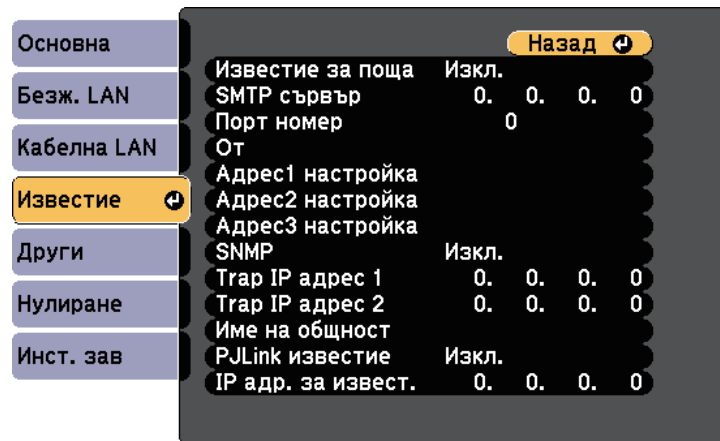 Основна
Безж. LAN
Кабелна LAN
Известие
Други
Нулиране
Инст. зав
Назад
Известие за поща Изкл.
SMTP сървър 0. 0. 0. 0
Порт номер 0
От
Адрес1 настройка
Адрес2 настройка
Адрес3 настройка
SNMP Изкл.
Trap IP адрес 1 0. 0. 0. 0
Trap IP адрес 2 0. 0. 0. 0
Име на общност
PJLink известие Изкл.
IP адр. за извест. 0. 0. 0. 0